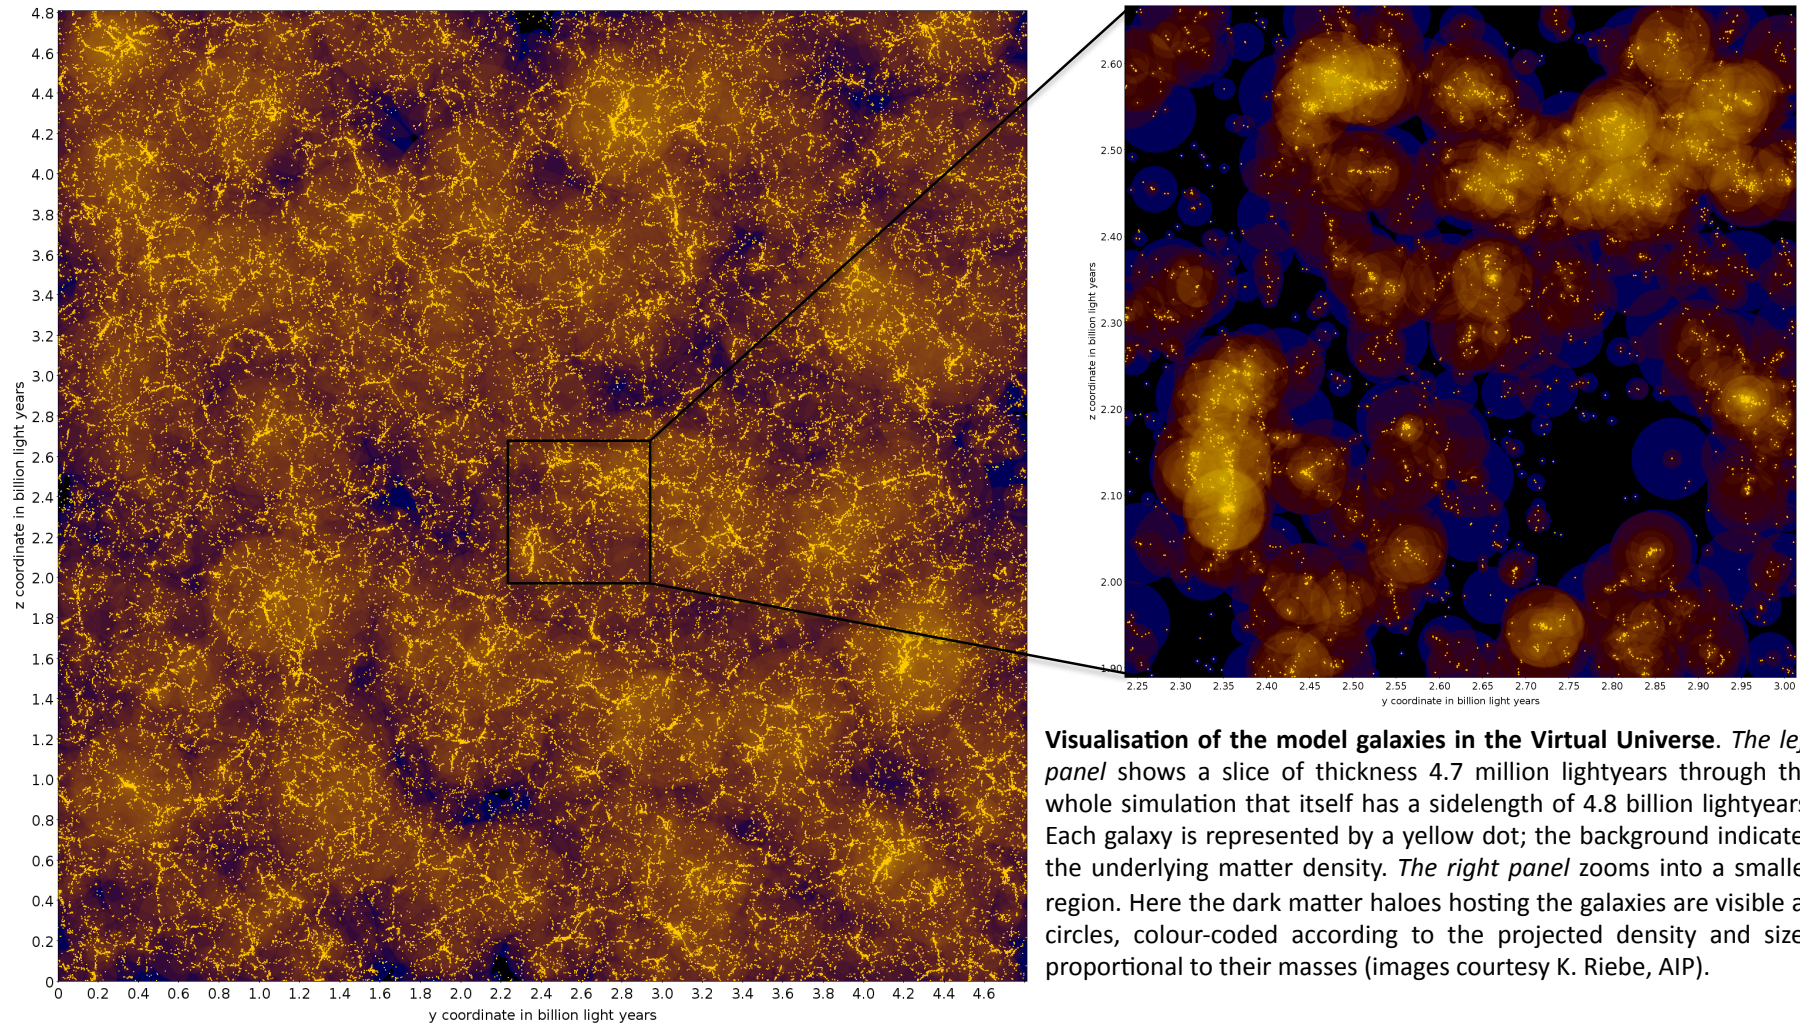 4.8
4.6
4.4
4.2
4.0
3.8
3.6
3.4
3.2
3.0
2.8
2.6
2.4
2.2
2.0
1.8
1.6
1.4
1.2
1.0
0.8
0.6
0.4
0.2
0
z coordinate in billion light years
0 0.2 0.4 0.6 0.8 1.0 1.2 1.4 1.6 1.8 2.0 2.2 2.4 2.6 2.8 3.0 3.2 3.4 3.6 3.8 4.0 4.2 4.4 4.6
y coordinate in billion light years
2.60
2.50
2.40
2.30
2.20
2.10
2.00
1.90
z coordinate in billion light years
2.25 2.30 2.35 2.40 2.45 2.50 2.55 2.60 2.65 2.70 2.75 2.80 2.85 2.90 2.95 3.00
y coordinate in billion light years
Visualisation of the model galaxies in the Virtual Universe. The
panel shows a slice of thickness 4.7 million lightyears through
whole simulation that itself has a sidelength of 4.8 billion lightyears
Each galaxy is represented by a yellow dot; the background
the underlying matter density. The right panel zooms into a
region. Here the dark matter haloes hosting the galaxies are visible
circles, colour-coded according to the projected density and
proportional to their masses (images courtesy K. Riebe, AIP).